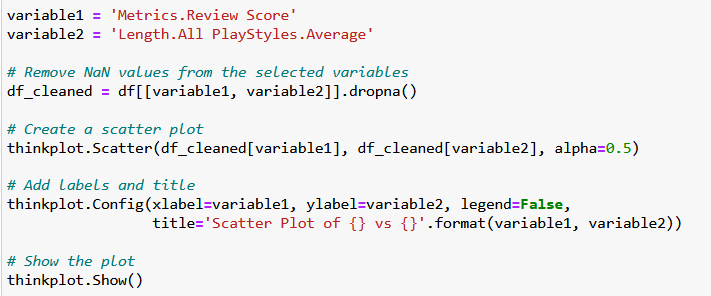 variable1 = 'Metrics.Review Score'
variable2 = 'Length.All PlayStyles.Average'
# Remove NaN values from the selected variables
df_cleaned = df[[variable1, variable2]].dropna()
# Create a scatter plot
thinkplot.Scatter(df_cleaned[variable1], df_cleaned[variable2], alpha=0.5)
# Add labels and title
thinkplot.Config(xlabel=variable1, ylabel=variable2, legend=False,
title='Scatter Plot of {} vs {}'.format(variable1, variable2))
# Show the plot
thinkplot.Show()